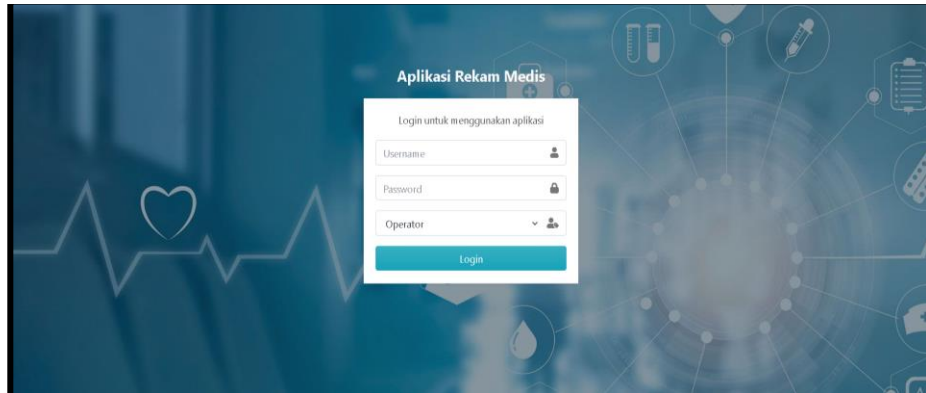 Aplikasi Rekam Medis
Login untuk menggunakan aplikasi
Username
Password
Operator
Login